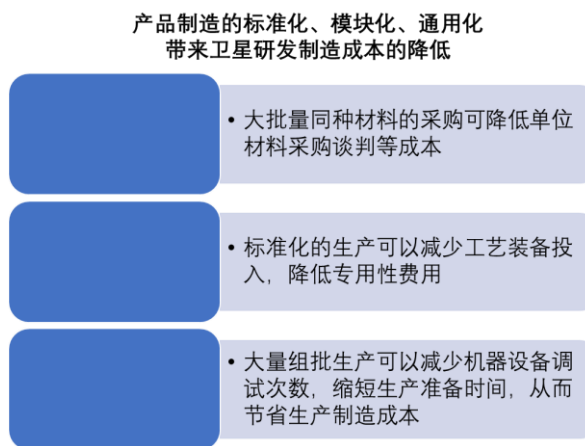 产品制造的标准化、模块化、通用化
带来卫星研发制造成本的降低
• 大批量同种材料的采购可降低单位
材料采购谈判等成本
• 标准化的生产可以减少工艺装备投
入，降低专用性费用
• 大量组批生产可以减少机器设备调
试次数，缩短生产准备时间，从而
节省生产制造成本